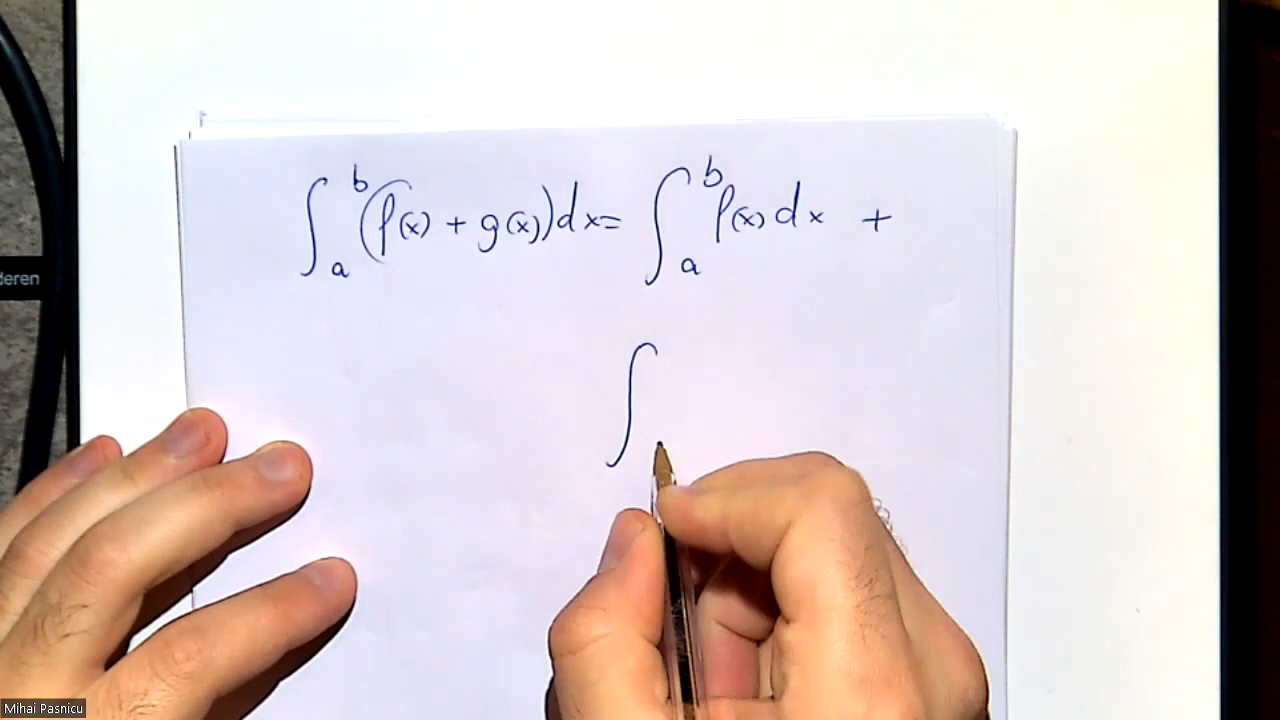 ∫_a^b (f(x) + g(x)) dx = ∫_a^b f(x) dx +
∫
deren
Mihai Pasnicu